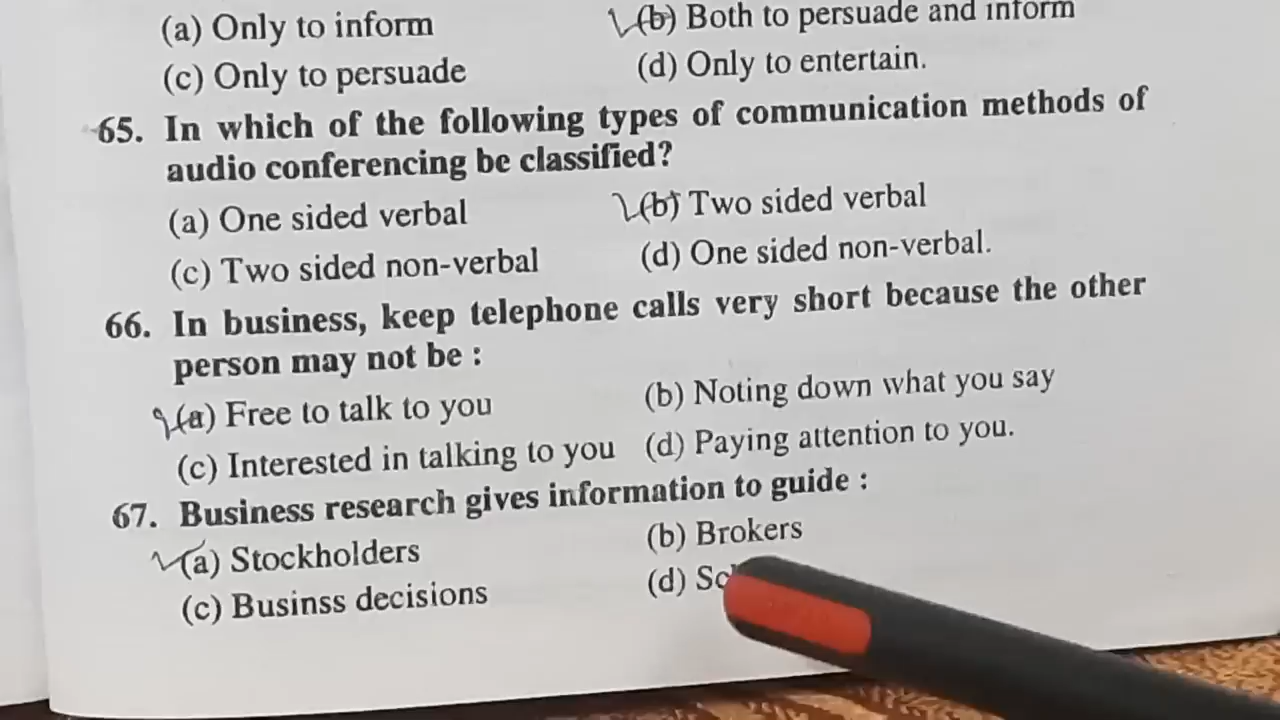 (a) Only to inform (b) Both to persuade and inform
(c) Only to persuade (d) Only to entertain.
65. In which of the following types of communication methods of
audio conferencing be classified?
(a) One sided verbal (b) Two sided verbal
(c) Two sided non-verbal (d) One sided non-verbal.
66. In business, keep telephone calls very short because the other
person may not be :
(a) Free to talk to you (b) Noting down what you say
(c) Interested in talking to you (d) Paying attention to you.
67. Business research gives information to guide :
(a) Stockholders (b) Brokers
(c) Businss decisions (d)